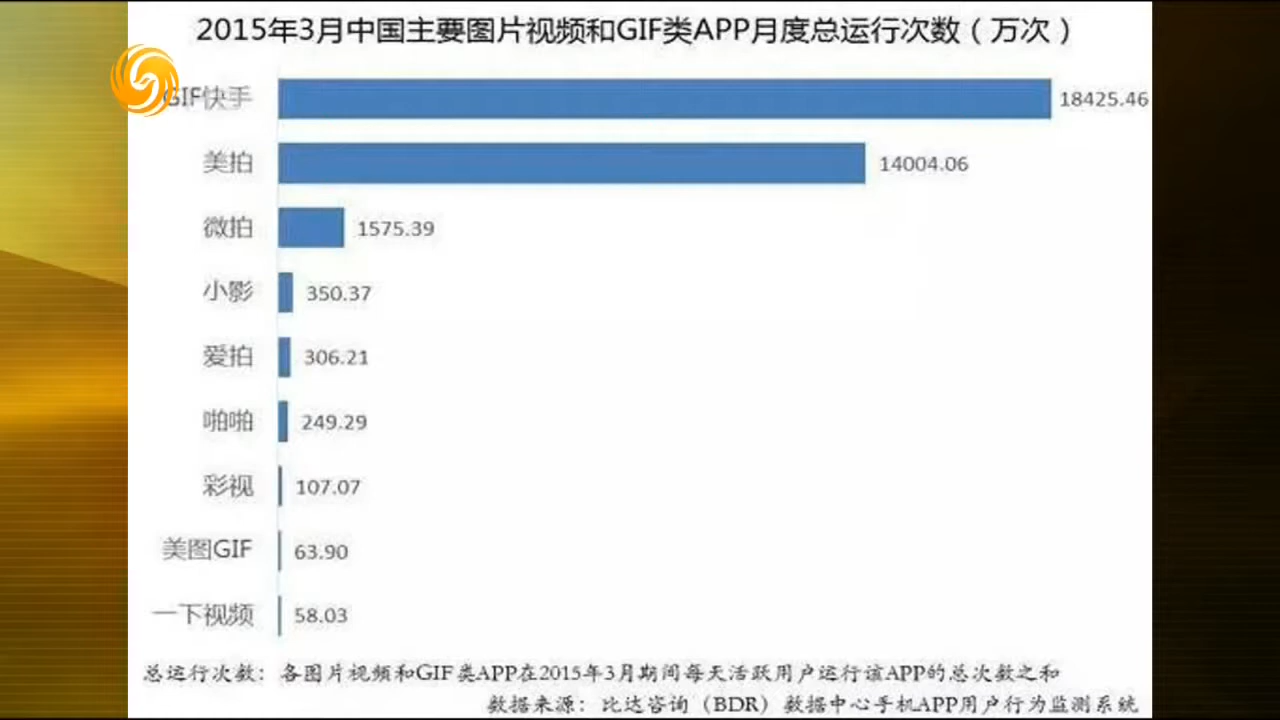 2015年3月中国主要图片视频和GIF类APP月度总运行次数（万次）
GIF快手 18425.46
美拍 14004.06
微拍 1575.39
小影 350.37
爱拍 306.21
啪啪 249.29
彩视 107.07
美图GIF 63.90
一下视频 58.03
总运行次数：各图片视频和GIF类APP在2015年3月期间每天活跃用户运行该APP的总次数之和
数据来源：比达咨询（BDR）数据中心手机APP用户行为监测系统